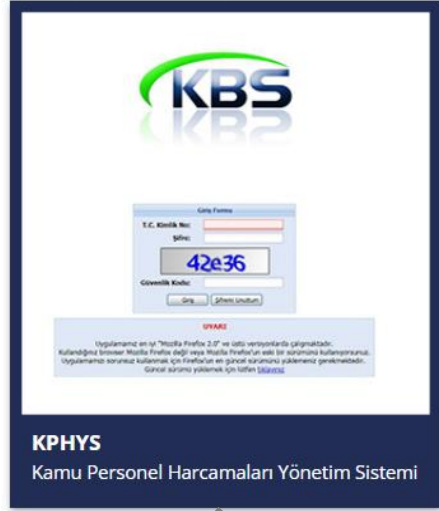 KBS
Giriş Formu
T.C. Kimlik No:
Şifre:
42e36
Güvenlik Kodu:
Giriş Şifremi Unuttum
UYARI
Uygulamamız en iyi "Mozilla Firefox 2.0" ve üstü versiyonlarda çalışmaktadır.
Kullandığınız browser Mozilla Firefox değil veya Mozilla Firefox'un eski bir sürümünü kullanıyorsunuz.
Uygulamamızı sorunsuz kullanmak için Firefox'un en güncel sürümünü yüklemeniz gerekmektedir.
Güncel sürümü yüklemek için lütfen tıklayınız
KPHYS
Kamu Personel Harcamaları Yönetim Sistemi